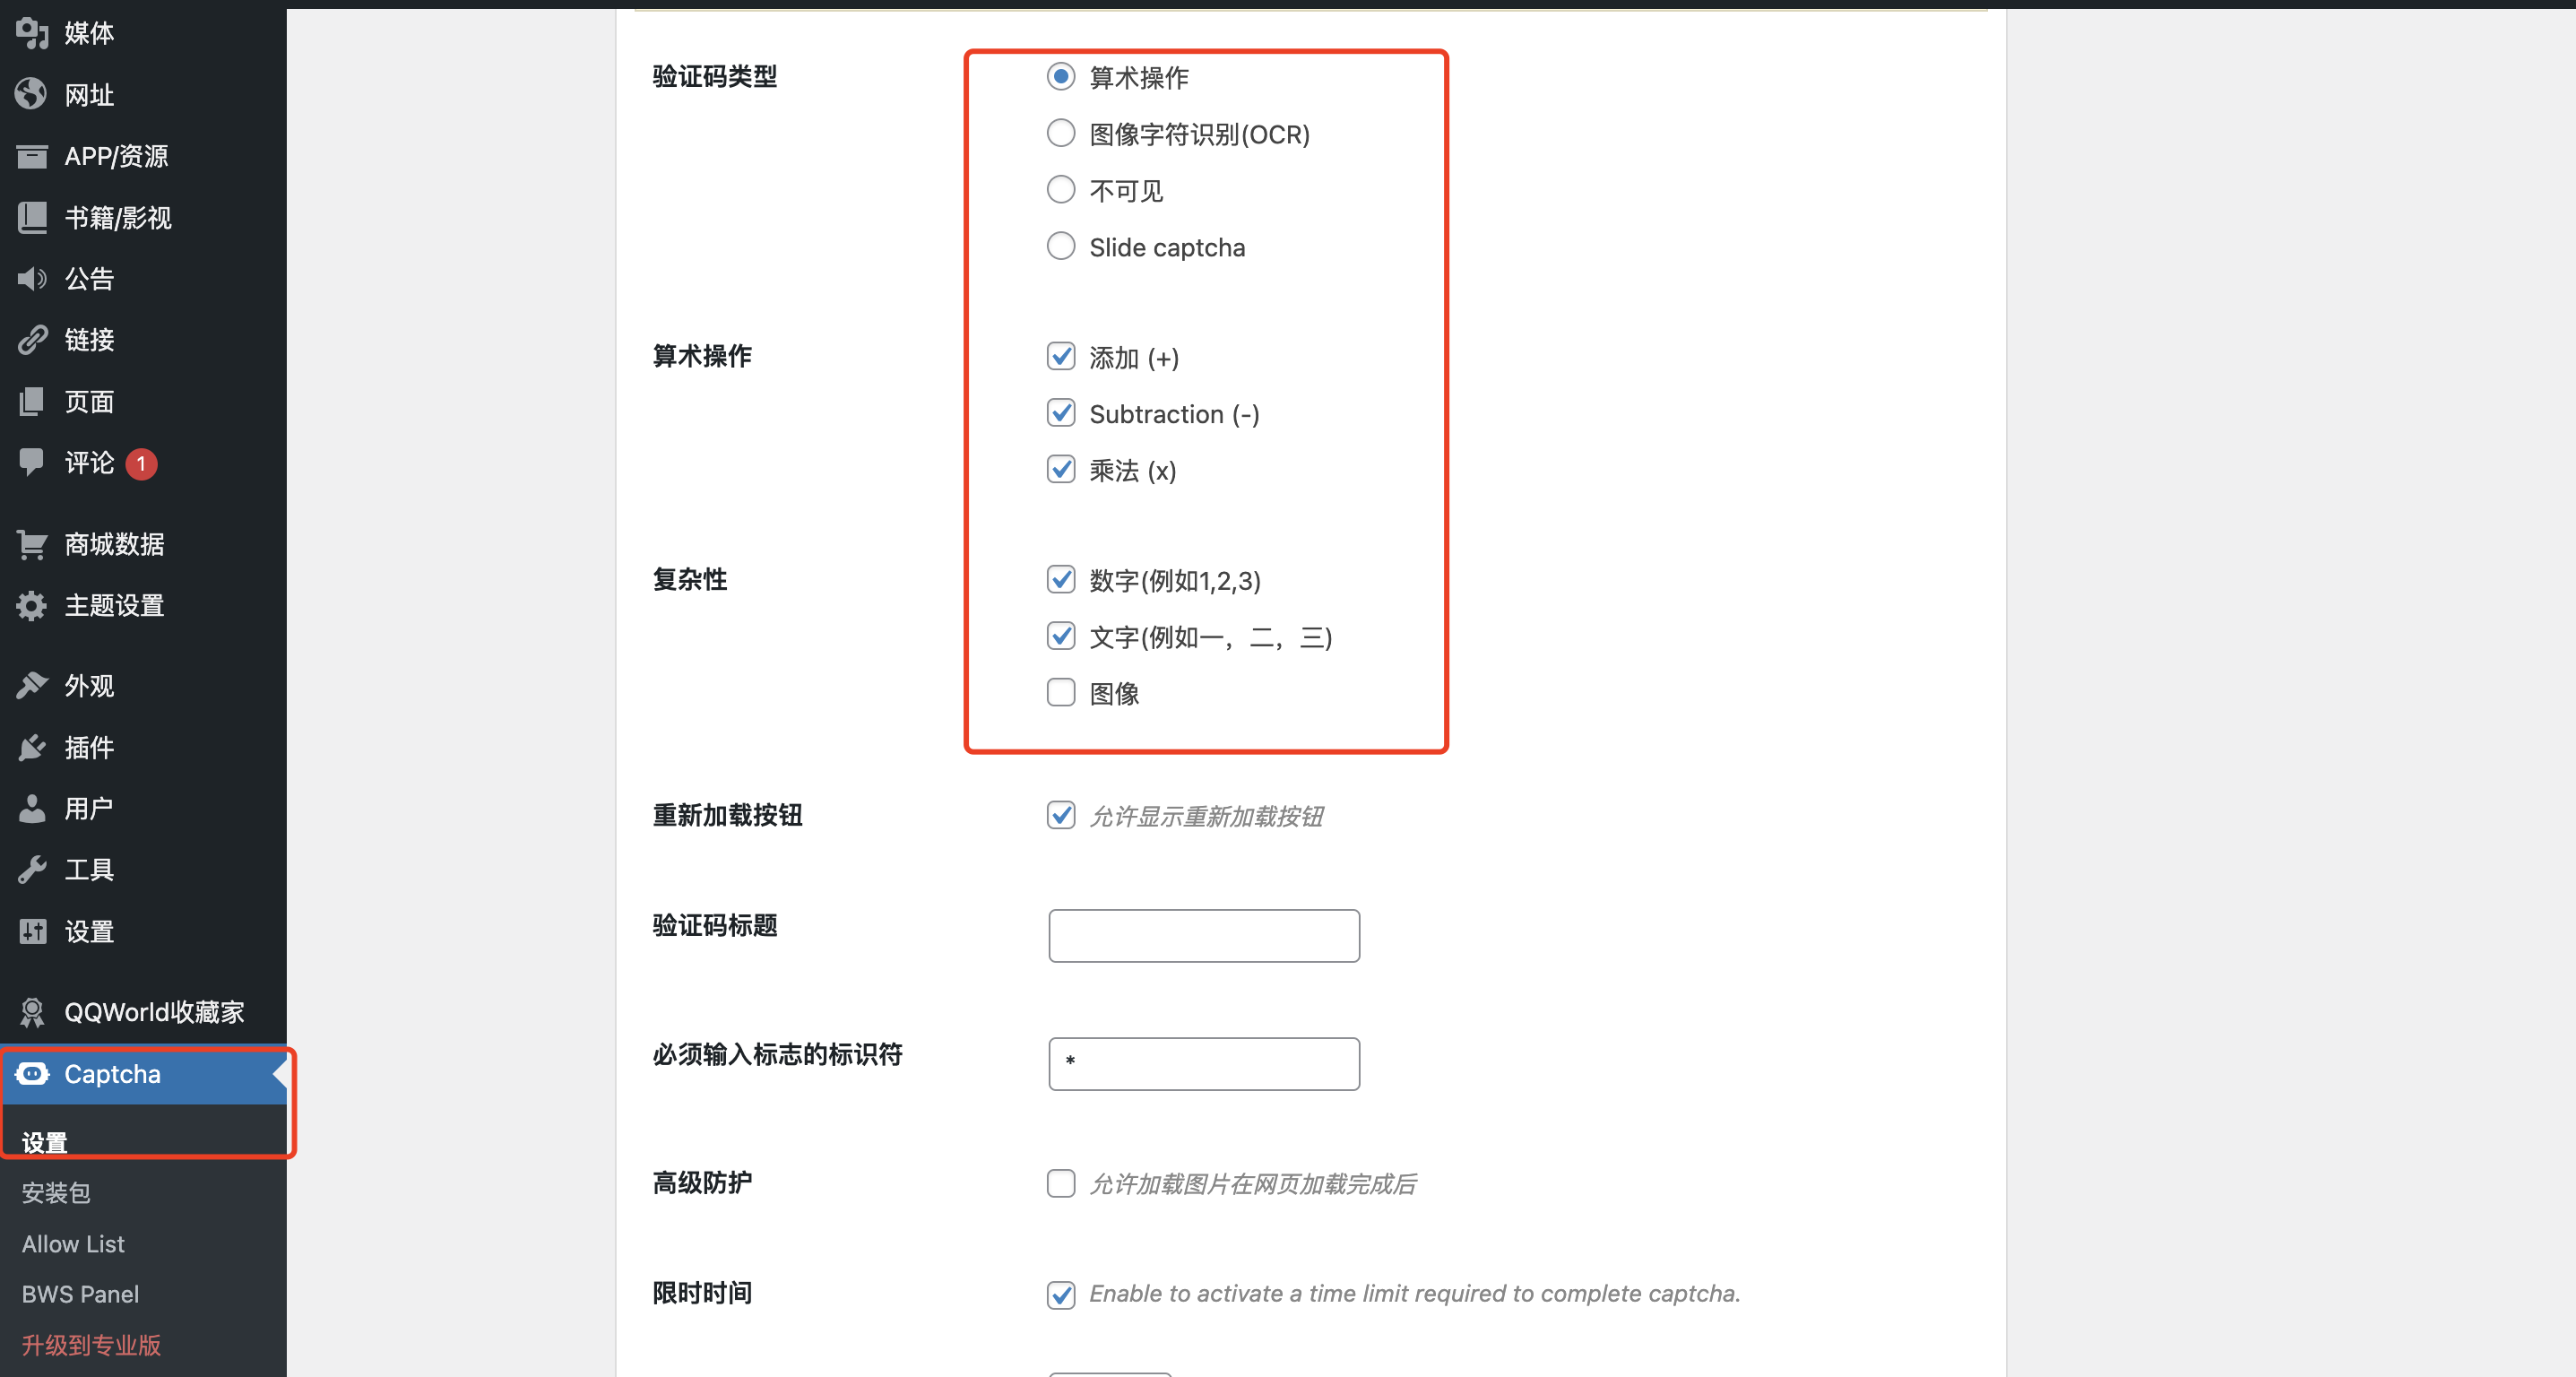 媒体
网址
APP/资源
书籍/影视
公告
链接
页面
评论 1
商城数据
主题设置
外观
插件
用户
工具
设置
QQWorld收藏家
Captcha
设置
安装包
Allow List
BWS Panel
升级到专业版
验证码类型
算术操作
图像字符识别(OCR)
不可见
Slide captcha
算术操作
添加 (+)
Subtraction (-)
乘法 (x)
复杂性
数字(例如1,2,3)
文字(例如一，二，三)
图像
重新加载按钮
允许显示重新加载按钮
验证码标题
必须输入标志的标识符
*
高级防护
允许加载图片在网页加载完成后
限时时间
Enable to activate a time limit required to complete captcha.